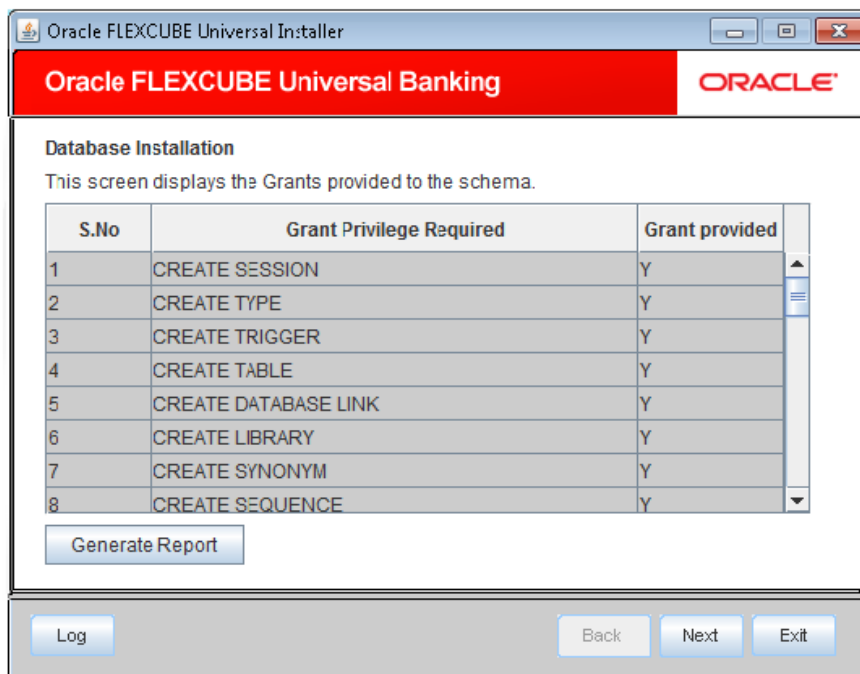 Oracle FLEXCUBE Universal Installer
Oracle FLEXCUBE Universal Banking
ORACLE
Database Installation
This screen displays the Grants provided to the schema.
S.No Grant Privilege Required Grant provided
1 CREATE SESSION Y
2 CREATE TYPE Y
3 CREATE TRIGGER Y
4 CREATE TABLE Y
5 CREATE DATABASE LINK Y
6 CREATE LIBRARY Y
7 CREATE SYNONYM Y
8 CREATE SEQUENCE Y
Generate Report
Log Back Next Exit